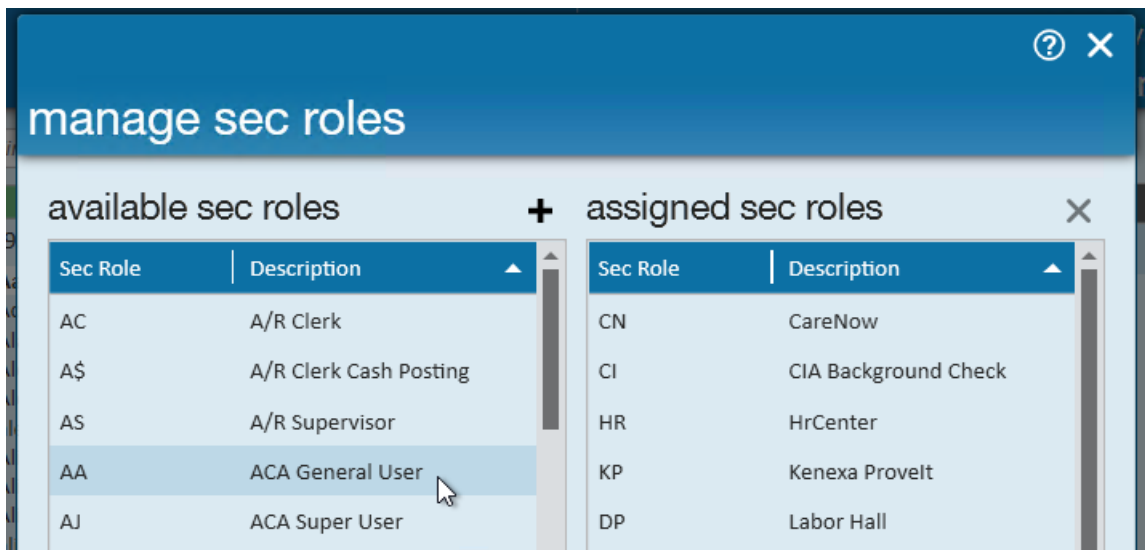 manage sec roles
available sec roles
Sec Role Description
AC A/R Clerk
A$ A/R Clerk Cash Posting
AS A/R Supervisor
AA ACA General User
AJ ACA Super User
assigned sec roles
Sec Role Description
CN CareNow
CI CIA Background Check
HR HrCenter
KP Kenexa ProveIt
DP Labor Hall